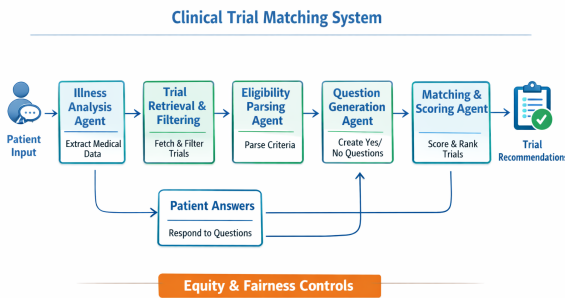 Clinical Trial Matching System
Patient
Input
Illness
Analysis
Agent
Extract Medical
Data
Trial
Retrieval &
Filtering
Fetch & Filter
Trials
Eligibility
Parsing
Agent
Parse Criteria
Question
Generation
Agent
Create Yes/
No Questions
Matching &
Scoring Agent
Score & Rank
Trials
Trial
Recommendations
Patient Answers
Respond to Questions
Equity & Fairness Controls